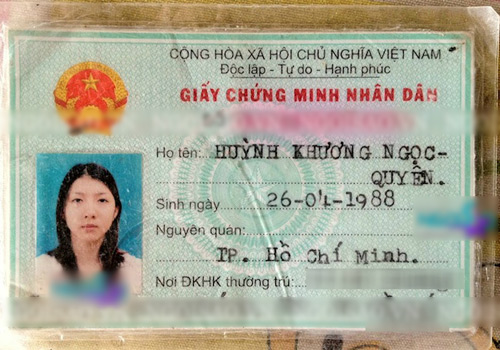 CỘNG HÒA XÃ HỘI CHỦ NGHĨA VIỆT NAM
Độc lập - Tự do - Hạnh phúc
GIẤY CHỨNG MINH NHÂN DÂN
Họ tên: HUỲNH KHƯƠNG NGỌC-
QUYÊN.
Sinh ngày 26-04-1988
Nguyên quán:
TP. Hồ Chí Minh.
Nơi ĐKHK thường trú: